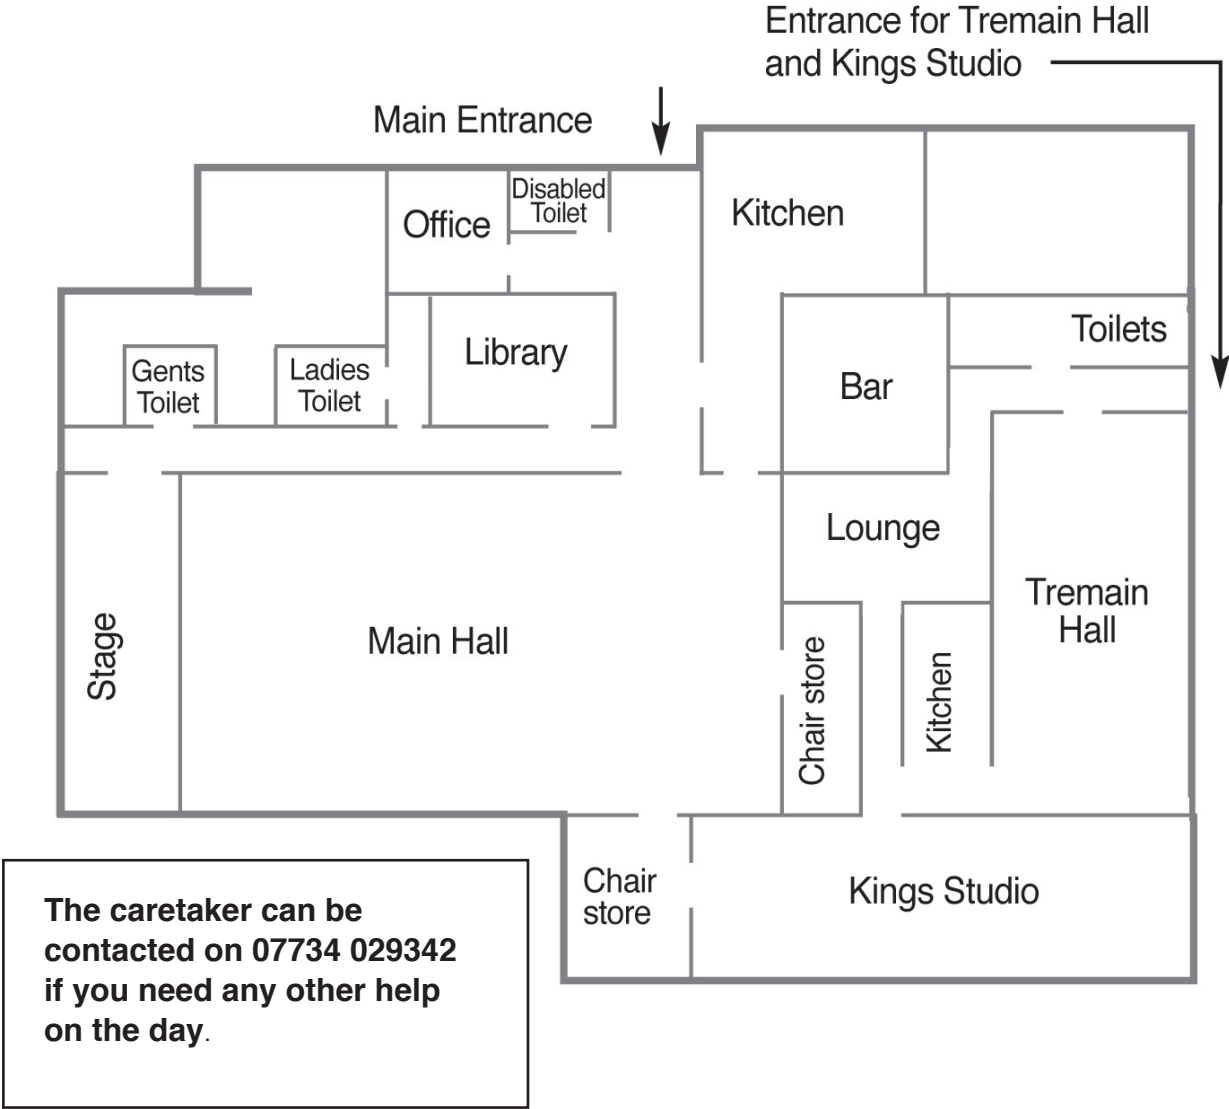 Entrance for Tremain Hall
and Kings Studio
Main Entrance
Disabled
Toilet
Office
Kitchen
Library
Toilets
Gents
Toilet
Ladies
Toilet
Bar
Lounge
Tremain
Hall
Stage
Main Hall
Chair store
Kitchen
Chair
store
Kings Studio
The caretaker can be
contacted on 07734 029342
if you need any other help
on the day.